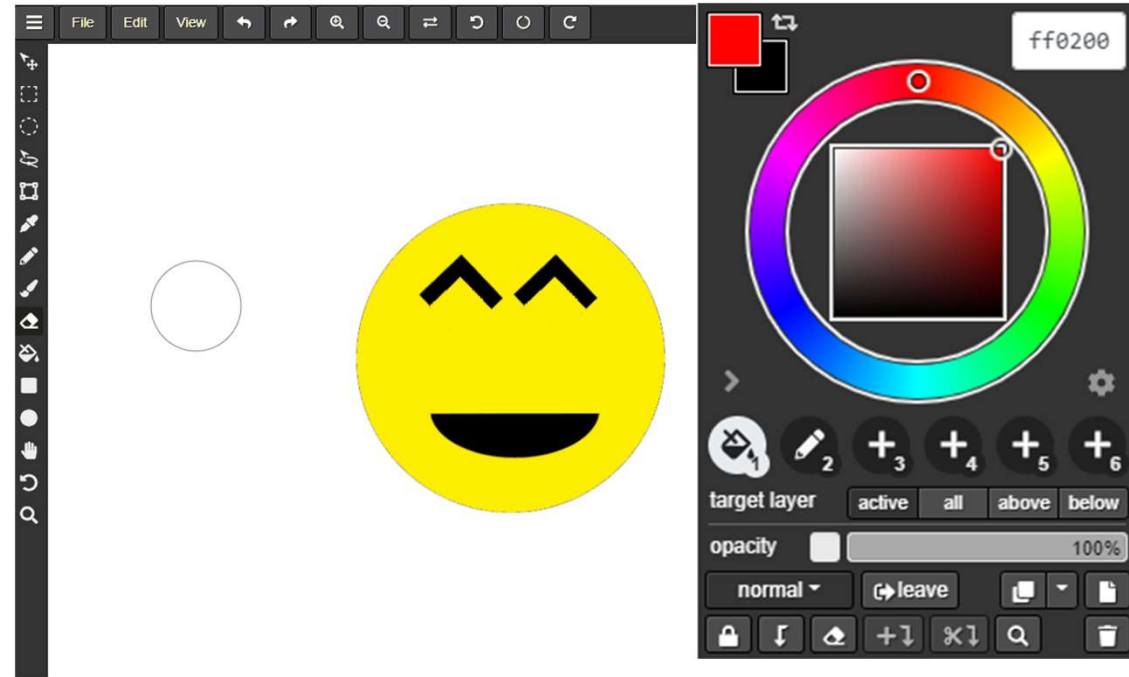 File Edit View
ff0200
1 2 3 4 5 6
target layer active all above below
opacity 100%
normal leave